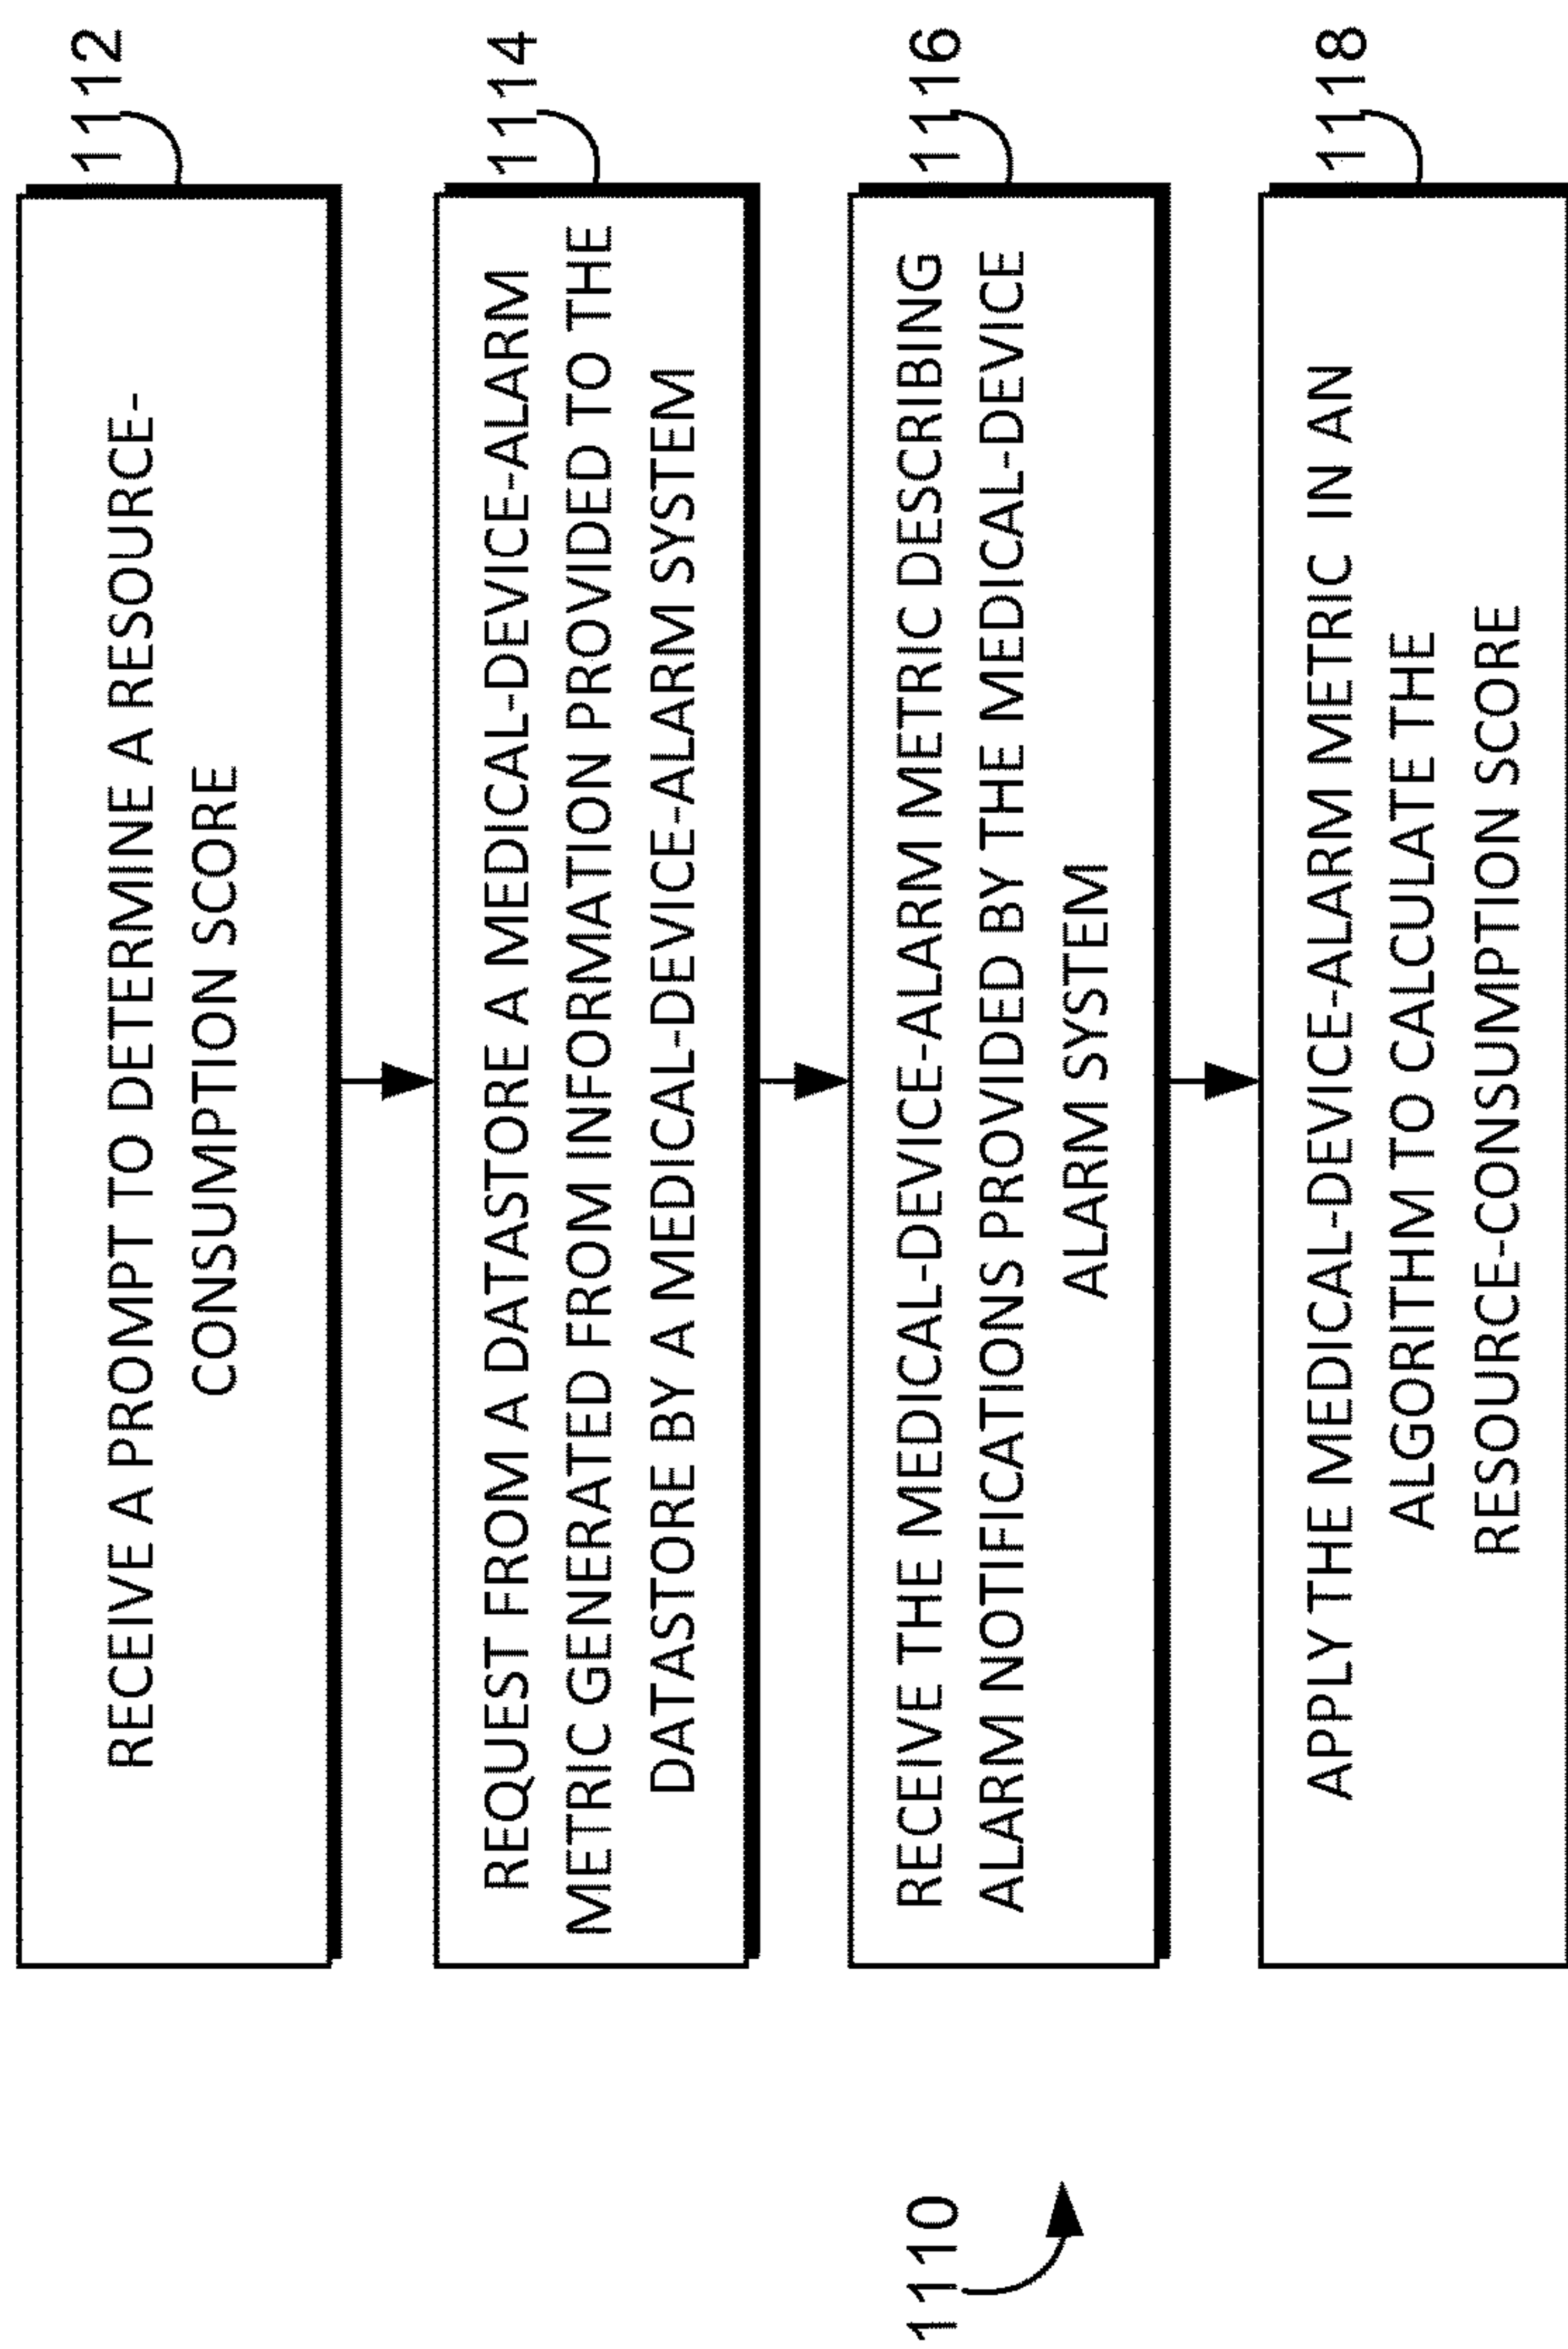 1112
RECEIVE A PROMPT TO DETERMINE A RESOURCE-
CONSUMPTION SCORE
1114
REQUEST FROM A DATASTORE A MEDICAL-DEVICE-ALARM
METRIC GENERATED FROM INFORMATION PROVIDED TO THE
DATASTORE BY A MEDICAL-DEVICE-ALARM SYSTEM
1116
RECEIVE THE MEDICAL-DEVICE-ALARM METRIC DESCRIBING
ALARM NOTIFICATIONS PROVIDED BY THE MEDICAL-DEVICE
ALARM SYSTEM
1118
APPLY THE MEDICAL-DEVICE-ALARM METRIC IN AN
ALGORITHM TO CALCULATE THE
RESOURCE-CONSUMPTION SCORE
1110